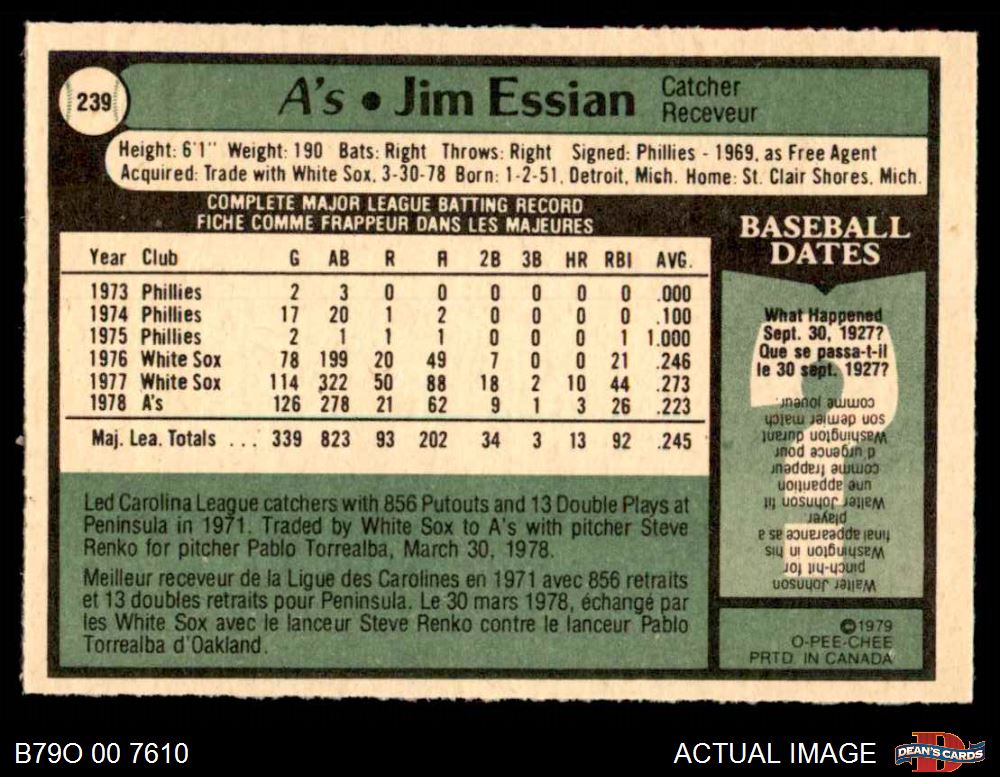 239
A's • Jim Essian
Catcher
Receveur
Height: 6'1" Weight: 190 Bats: Right Throws: Right Signed: Phillies - 1969, as Free Agent
Acquired: Trade with White Sox, 3-30-78 Born: 1-2-51, Detroit, Mich. Home: St. Clair Shores, Mich.
COMPLETE MAJOR LEAGUE BATTING RECORD
FICHE COMME FRAPPEUR DANS LES MAJEURES
Year Club G AB R H 2B 3B HR RBI AVG.
1973 Phillies 2 3 0 0 0 0 0 0 .000
1974 Phillies 17 20 1 2 0 0 0 0 .100
1975 Phillies 2 1 1 1 0 0 0 1 1.000
1976 White Sox 78 199 20 49 7 0 0 21 .246
1977 White Sox 114 322 50 88 18 2 10 44 .273
1978 A's 126 278 21 62 9 1 3 26 .223
Maj. Lea. Totals ... 339 823 93 202 34 3 13 92 .245
Led Carolina League catchers with 856 Putouts and 13 Double Plays at
Peninsula in 1971. Traded by White Sox to A's with pitcher Steve
Renko for pitcher Pablo Torrealba, March 30, 1978.
Meilleur receveur de la Ligue des Carolines en 1971 avec 856 retraits
et 13 doubles retraits pour Peninsula. Le 30 mars 1978, échangé par
les White Sox avec le lanceur Steve Renko contre le lanceur Pablo
Torrealba d'Oakland.
BASEBALL
DATES
What Happened
Sept. 30, 1927?
Que se passa-t-il
le 30 sept. 1927?
Walter Johnson
pinch-hit for
Washington in his
final appearance as a
player.
Walter Johnson fit
une apparition
comme frappeur
d'urgence pour
Washington durant
son dernier match
comme joueur.
©1979
O-PEE-CHEE
PRTD. IN CANADA
B79O 00 7610
ACTUAL IMAGE
DEAN'S CARDS